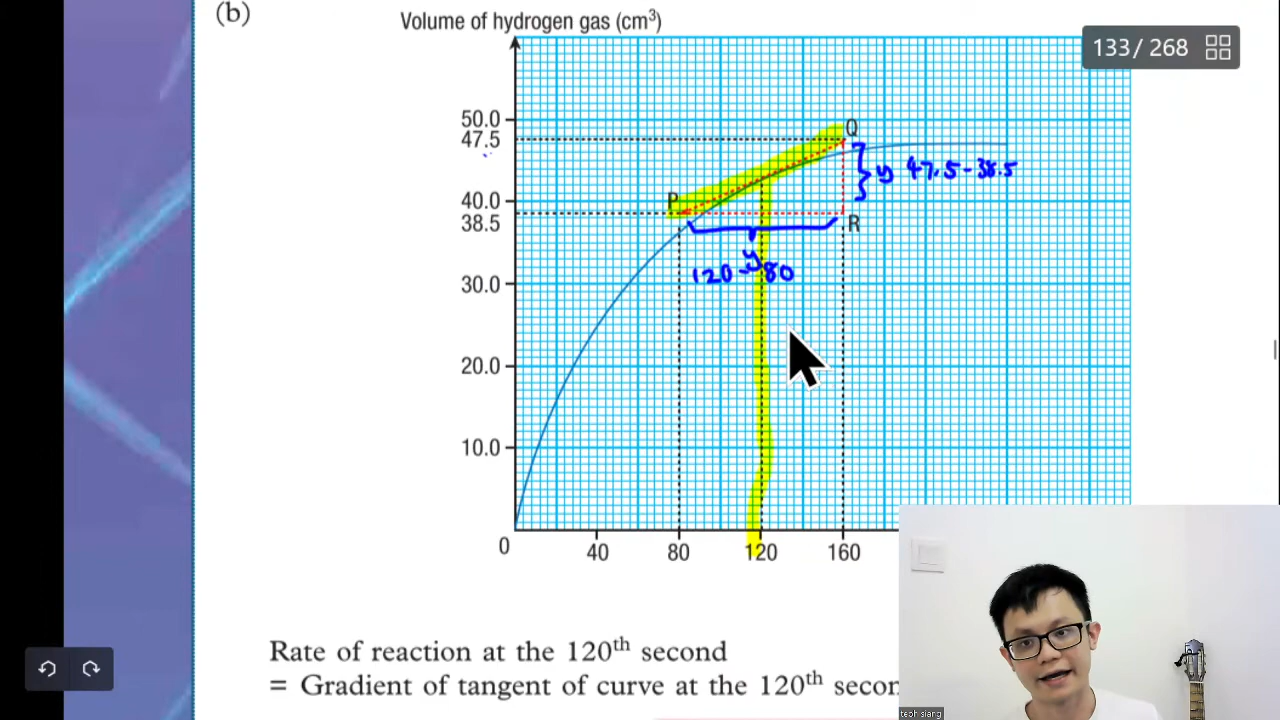 (b)
Volume of hydrogen gas (cm³)
133 / 268
50.0
47.5
40.0
38.5
30.0
20.0
10.0
0
40
80
120
160
P
Q
R
y 47.5-38.5
y
120 - 80
Rate of reaction at the 120th second
= Gradient of tangent of curve at the 120th secon
teoh siang